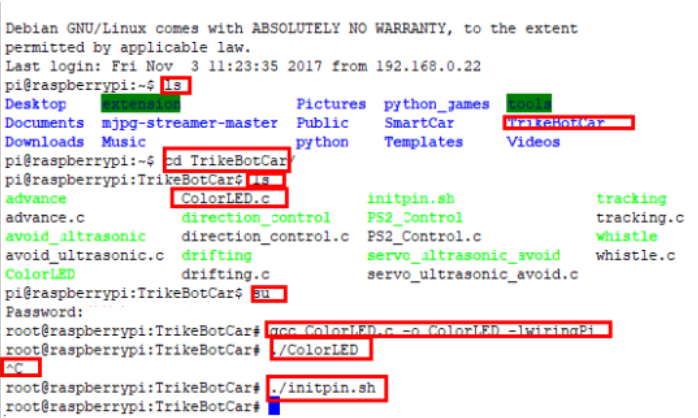 Debian GNU/Linux comes with ABSOLUTELY NO WARRANTY, to the extent
permitted by applicable law.
Last login: Fri Nov  3 11:23:35 2017 from 192.168.0.22
pi@raspberrypi:~$ ls
Desktop    extension            Pictures  python_games  tools
Documents  mjpg-streamer-master  Public    SmartCar      TrikeBotCar
Downloads  Music                python    Templates     Videos
pi@raspberrypi:~$ cd TrikeBotCar/
pi@raspberrypi:TrikeBotCar$ ls
advance            ColorLED.c           initpin.sh                tracking
advance.c          direction_control    PS2_Control               tracking.c
avoid_ultrasonic   direction_control.c  PS2_Control.c             whistle
avoid_ultrasonic.c drifting             servo_ultrasonic_avoid    whistle.c
ColorLED           drifting.c           servo_ultrasonic_avoid.c
pi@raspberrypi:TrikeBotCar$ su
Password:
root@raspberrypi:TrikeBotCar# gcc ColorLED.c -o ColorLED -lwiringPi
root@raspberrypi:TrikeBotCar# ./ColorLED
^C
root@raspberrypi:TrikeBotCar# ./initpin.sh
root@raspberrypi:TrikeBotCar#